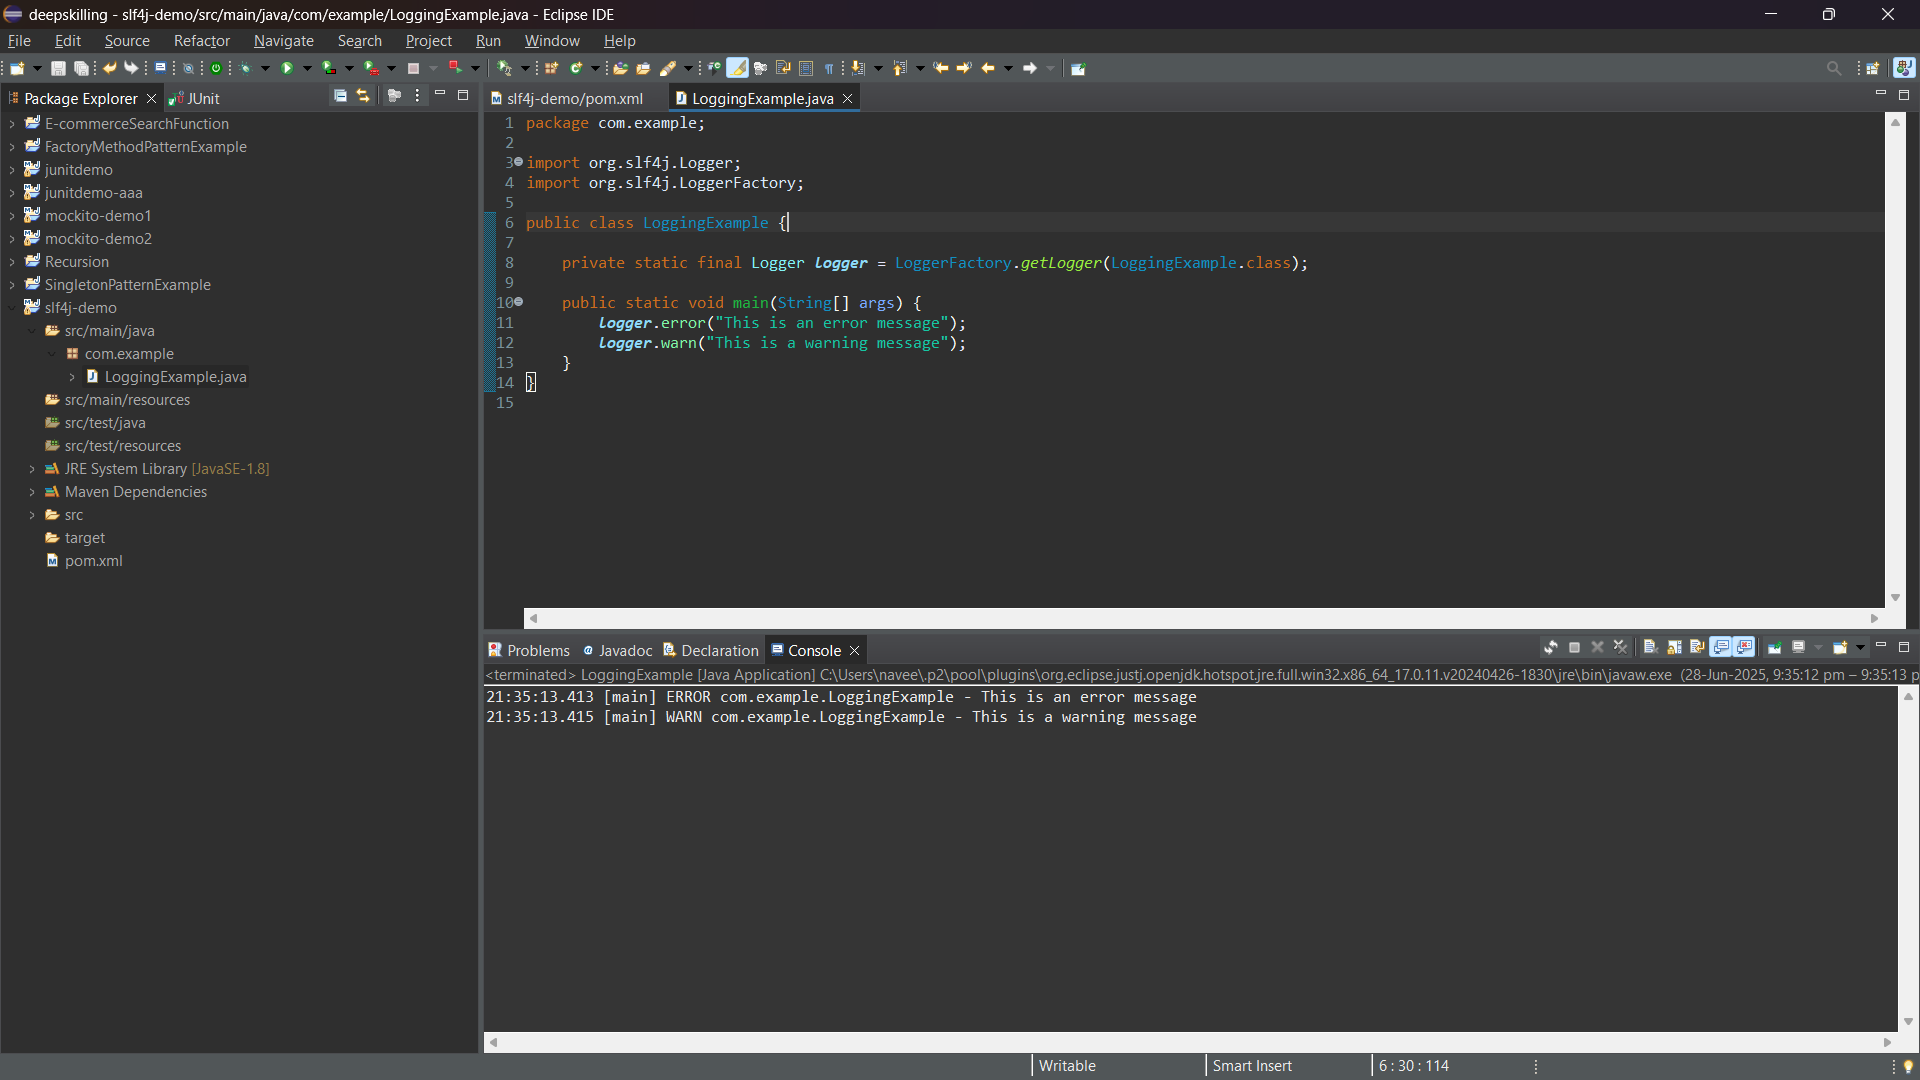 deepskilling - slf4j-demo/src/main/java/com/example/LoggingExample.java - Eclipse IDE
File Edit Source Refactor Navigate Search Project Run Window Help
Package Explorer JUnit
E-commerceSearchFunction
FactoryMethodPatternExample
junitdemo
junitdemo-aaa
mockito-demo1
mockito-demo2
Recursion
SingletonPatternExample
slf4j-demo
src/main/java
com.example
LoggingExample.java
src/main/resources
src/test/java
src/test/resources
JRE System Library [JavaSE-1.8]
Maven Dependencies
src
target
pom.xml
slf4j-demo/pom.xml LoggingExample.java
1 package com.example;
2
3 import org.slf4j.Logger;
4 import org.slf4j.LoggerFactory;
5
6 public class LoggingExample {
7
8     private static final Logger logger = LoggerFactory.getLogger(LoggingExample.class);
9
10     public static void main(String[] args) {
11         logger.error("This is an error message");
12         logger.warn("This is a warning message");
13     }
14 }
15
Problems Javadoc Declaration Console
<terminated> LoggingExample [Java Application] C:\Users\navee\.p2\pool\plugins\org.eclipse.justj.openjdk.hotspot.jre.full.win32.x86_64_17.0.11.v20240426-1830\jre\bin\javaw.exe (28-Jun-2025, 9:35:12 pm – 9:35:13 p
21:35:13.413 [main] ERROR com.example.LoggingExample - This is an error message
21:35:13.415 [main] WARN com.example.LoggingExample - This is a warning message
Writable Smart Insert 6 : 30 : 114